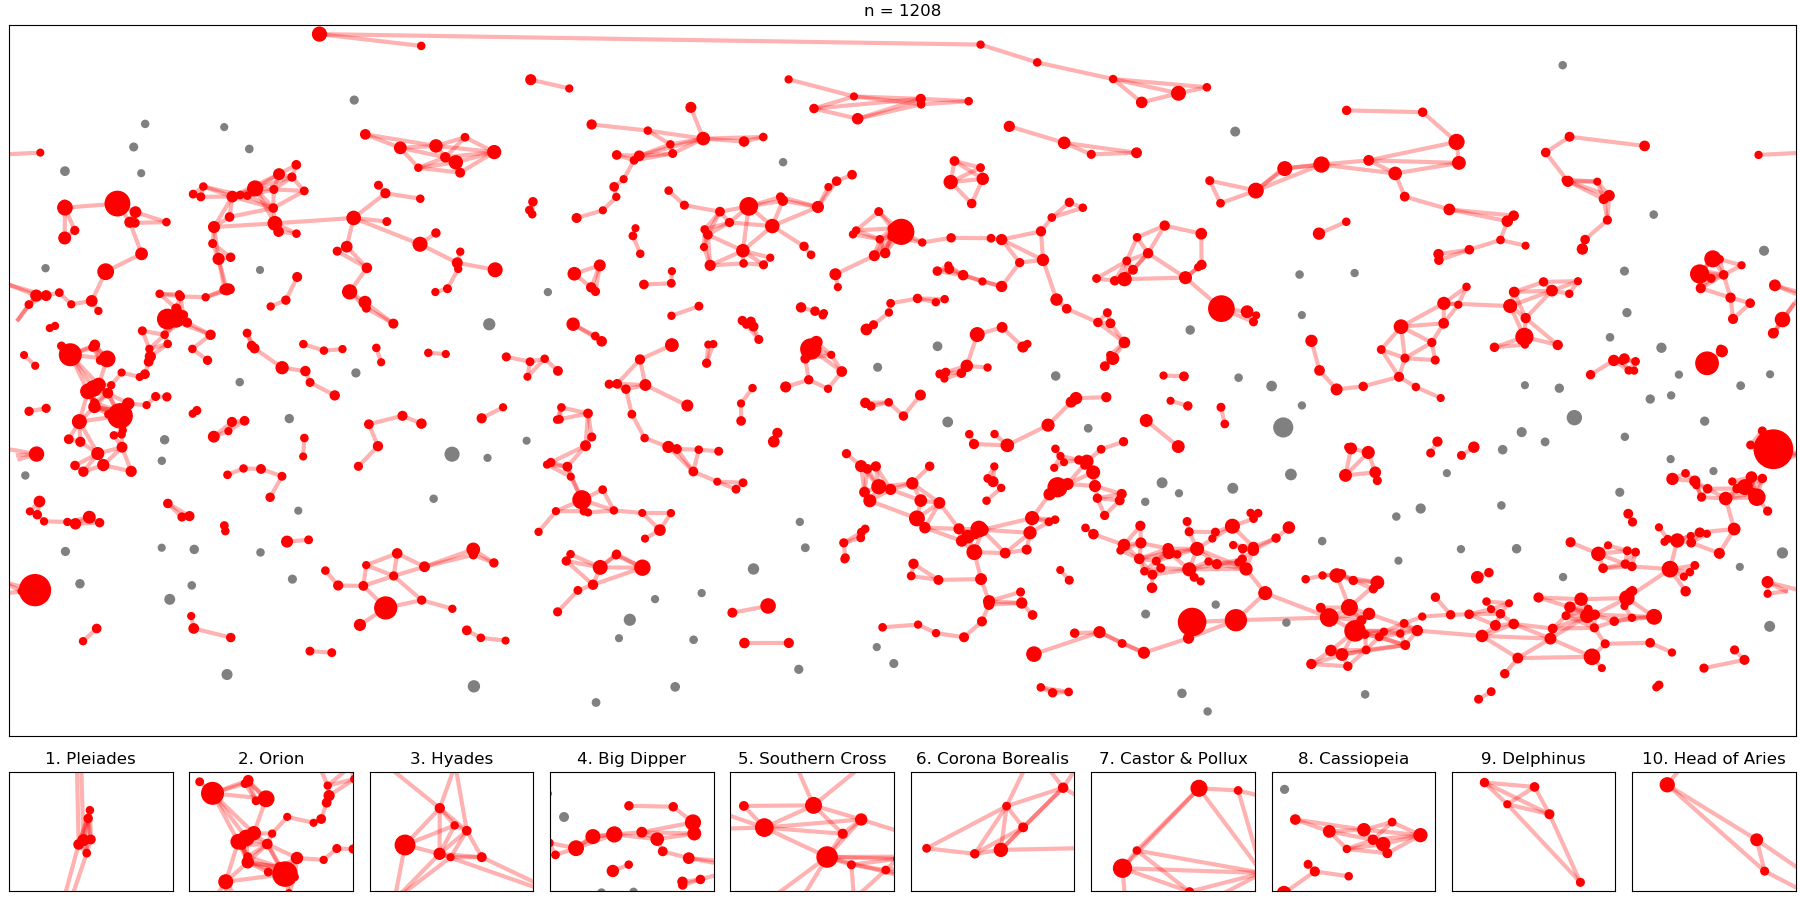 n = 1208
1. Pleiades
2. Orion
3. Hyades
4. Big Dipper
5. Southern Cross
6. Corona Borealis
7. Castor & Pollux
8. Cassiopeia
9. Delphinus
10. Head of Aries